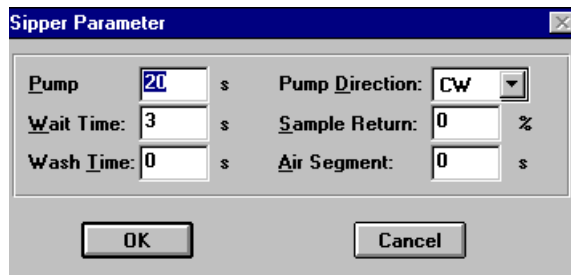 Sipper Parameter
Pump 20 s Pump Direction: CW
Wait Time: 3 s Sample Return: 0 %
Wash Time: 0 s Air Segment: 0 s
OK Cancel